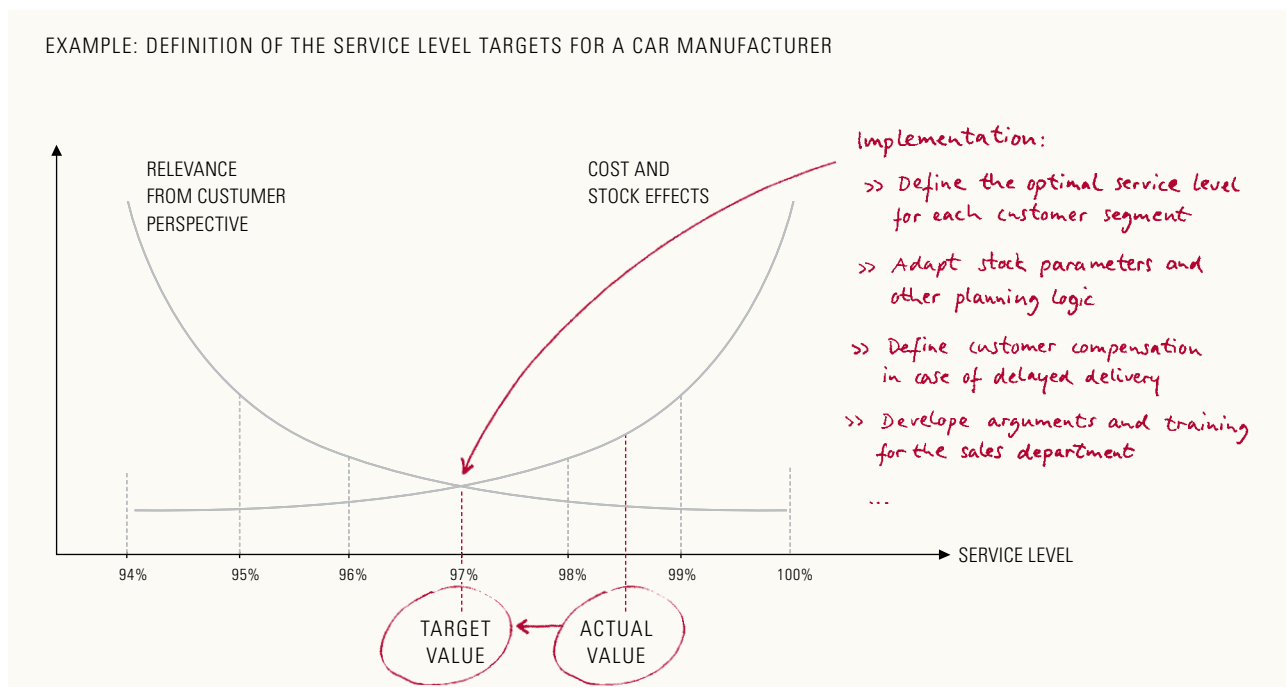 EXAMPLE: DEFINITION OF THE SERVICE LEVEL TARGETS FOR A CAR MANUFACTURER
RELEVANCE
FROM CUSTUMER
PERSPECTIVE
COST AND
STOCK EFFECTS
Implementation:
>> Define the optimal service level
for each customer segment
>> Adapt stock parameters and
other planning logic
>> Define customer compensation
in case of delayed delivery
>> Develope arguments and training
for the sales department
...
SERVICE LEVEL
94%
95%
96%
97%
98%
99%
100%
TARGET
VALUE
ACTUAL
VALUE